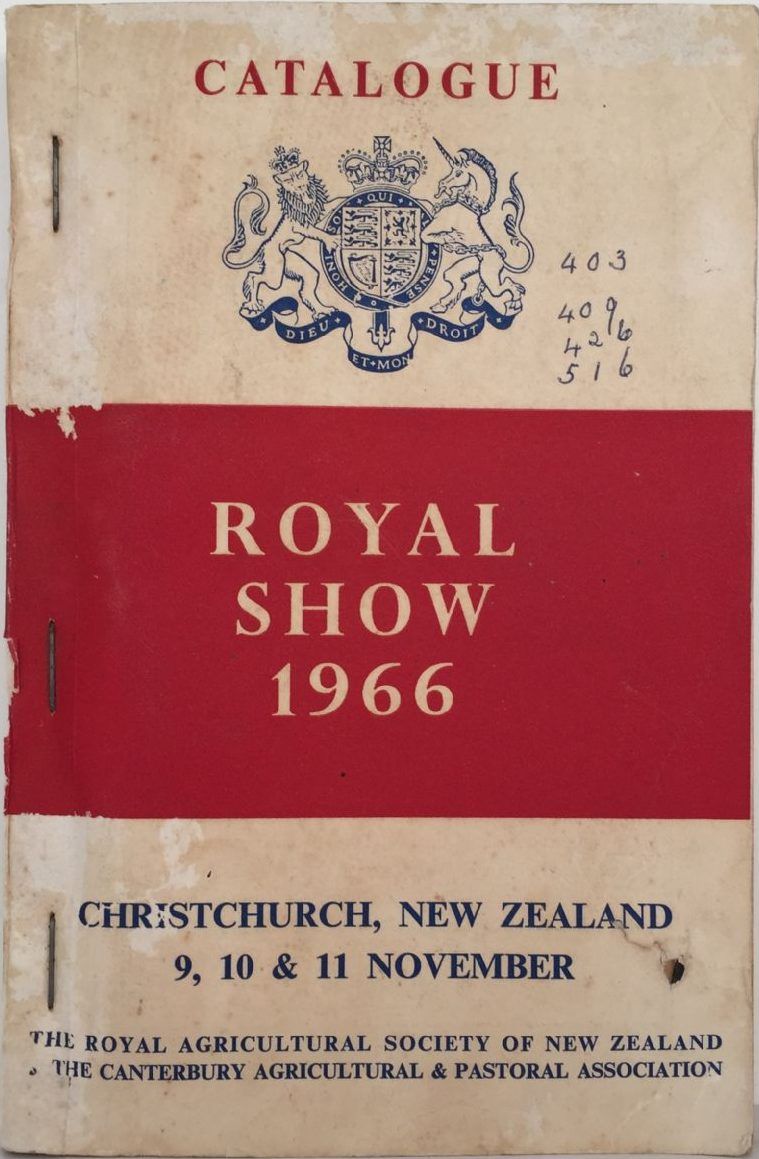 CATALOGUE
HONI SOI QUI MAL PENSE
DIEU ET MON DROIT
403
409
426
516
ROYAL
SHOW
1966
CHRISTCHURCH, NEW ZEALAND
9, 10 & 11 NOVEMBER
THE ROYAL AGRICULTURAL SOCIETY OF NEW ZEALAND
& THE CANTERBURY AGRICULTURAL & PASTORAL ASSOCIATION